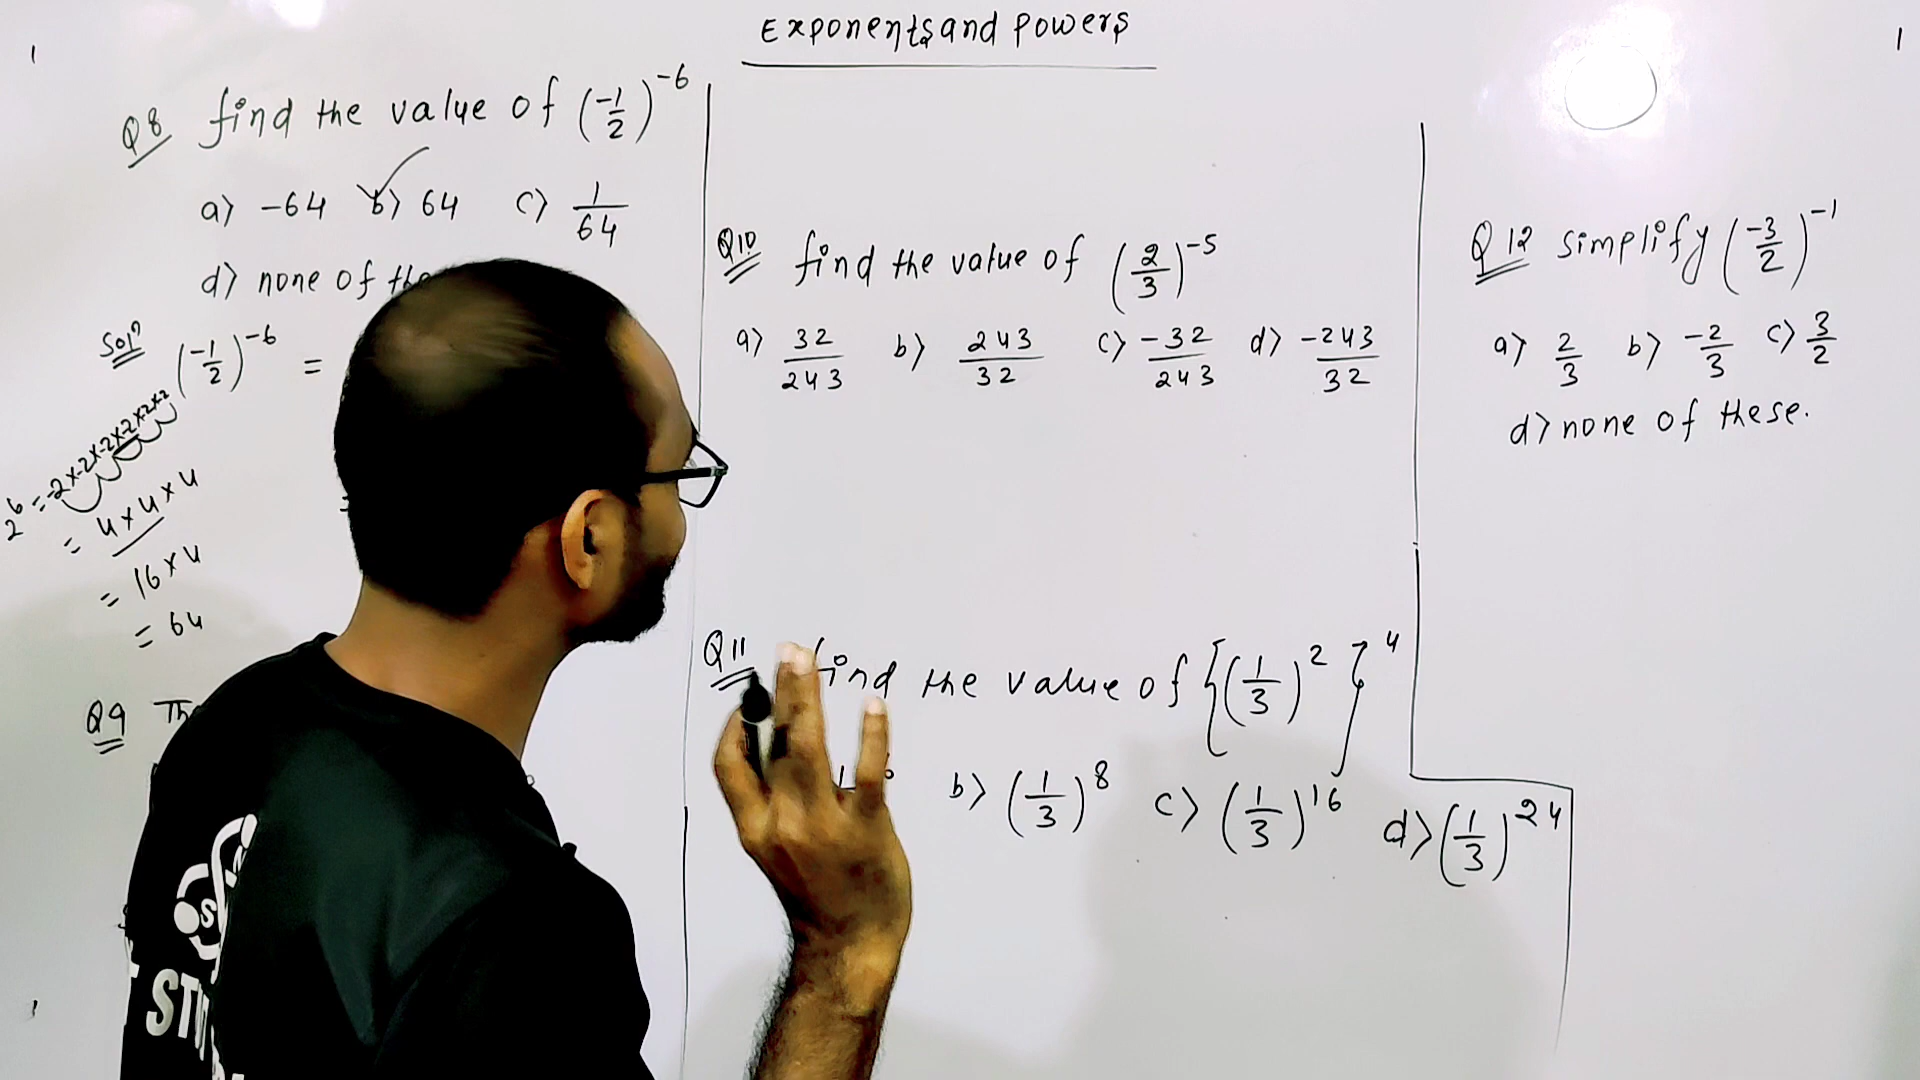 Exponents and powers
Q8 find the value of (-1/2)^-6
a) -64 b) 64 c) 1/64
d) none of
Solⁿ (-1/2)^-6 =
2^6 = -2×-2×-2×-2×-2×-2
= 4×4×4
= 16×4
= 64
Q9
Q10 find the value of (2/3)^-5
a) 32/243 b) 243/32 c) -32/243 d) -243/32
Q11 find the value of {(1/3)^2}^4
b) (1/3)^8 c) (1/3)^16 d) (1/3)^24
Q12 simplify (-3/2)^-1
a) 2/3 b) -2/3 c) 3/2
d) none of these.